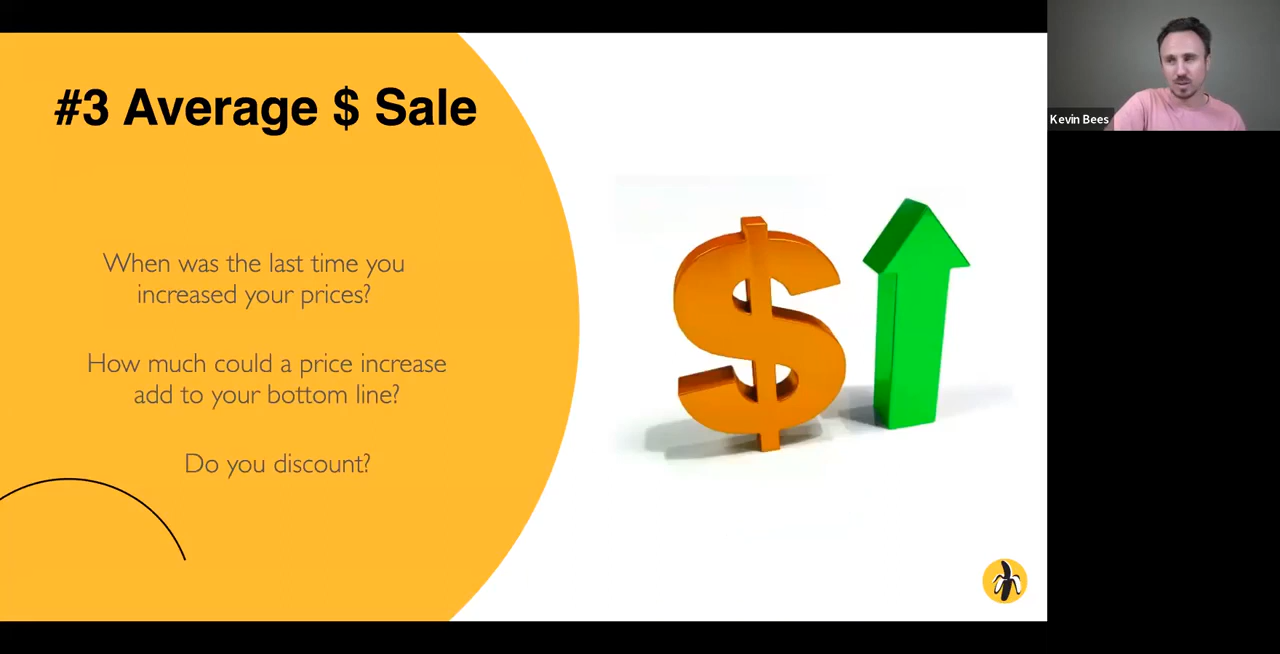 #3 Average $ Sale
When was the last time you
increased your prices?
How much could a price increase
add to your bottom line?
Do you discount?
Kevin Bees